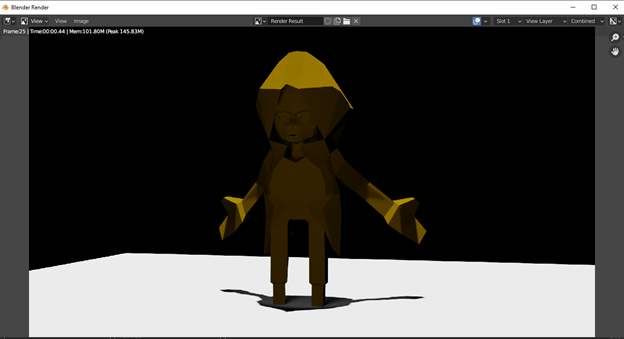 Blender Render
View View Image Render Result Slot 1 View Layer Combined
Frame:25 | Time:00:00.44 | Mem:101.80M (Peak 145.83M)